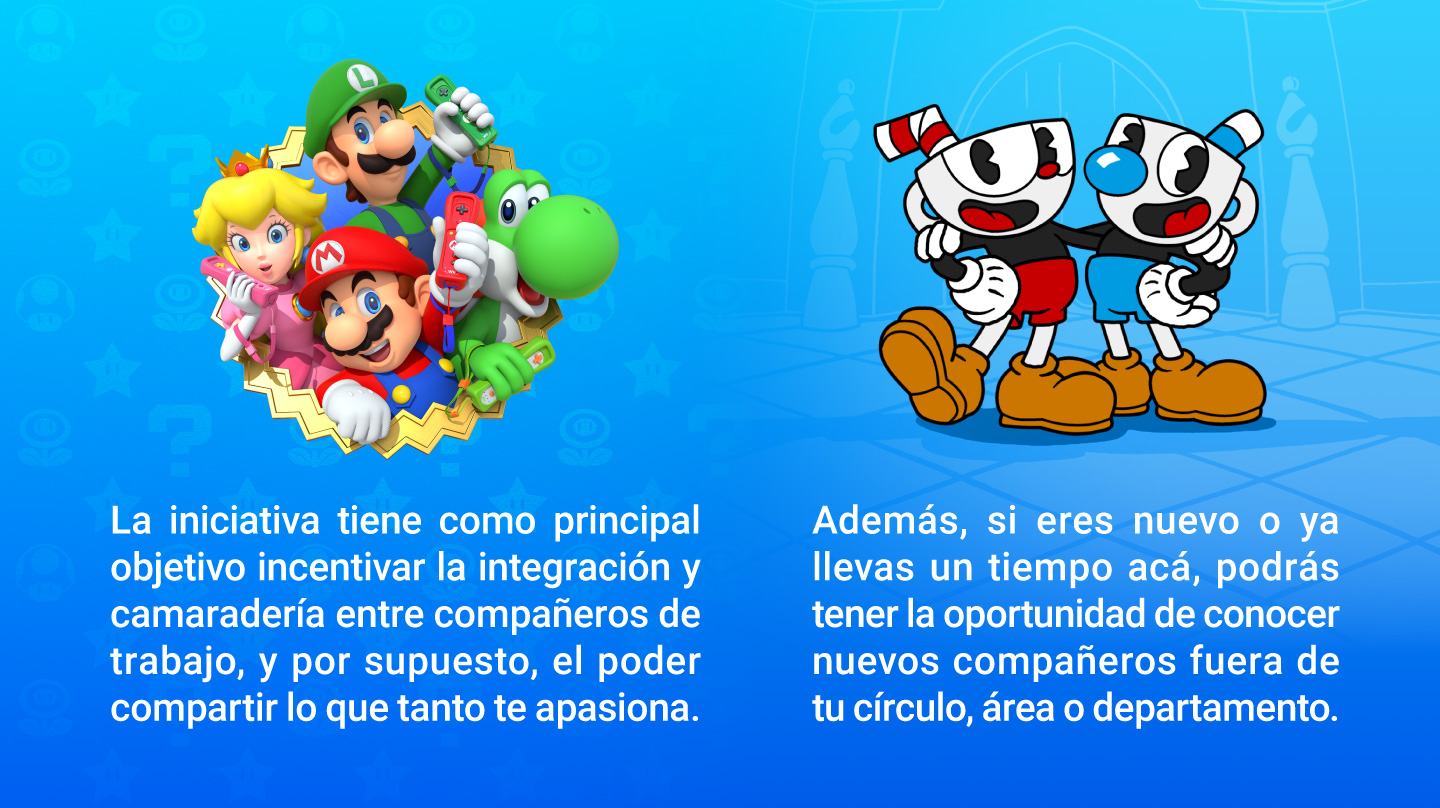 L
M
La iniciativa tiene como principal
objetivo incentivar la integración y
camaradería entre compañeros de
trabajo, y por supuesto, el poder
compartir lo que tanto te apasiona.
Además, si eres nuevo o ya
llevas un tiempo acá, podrás
tener la oportunidad de conocer
nuevos compañeros fuera de
tu círculo, área o departamento.